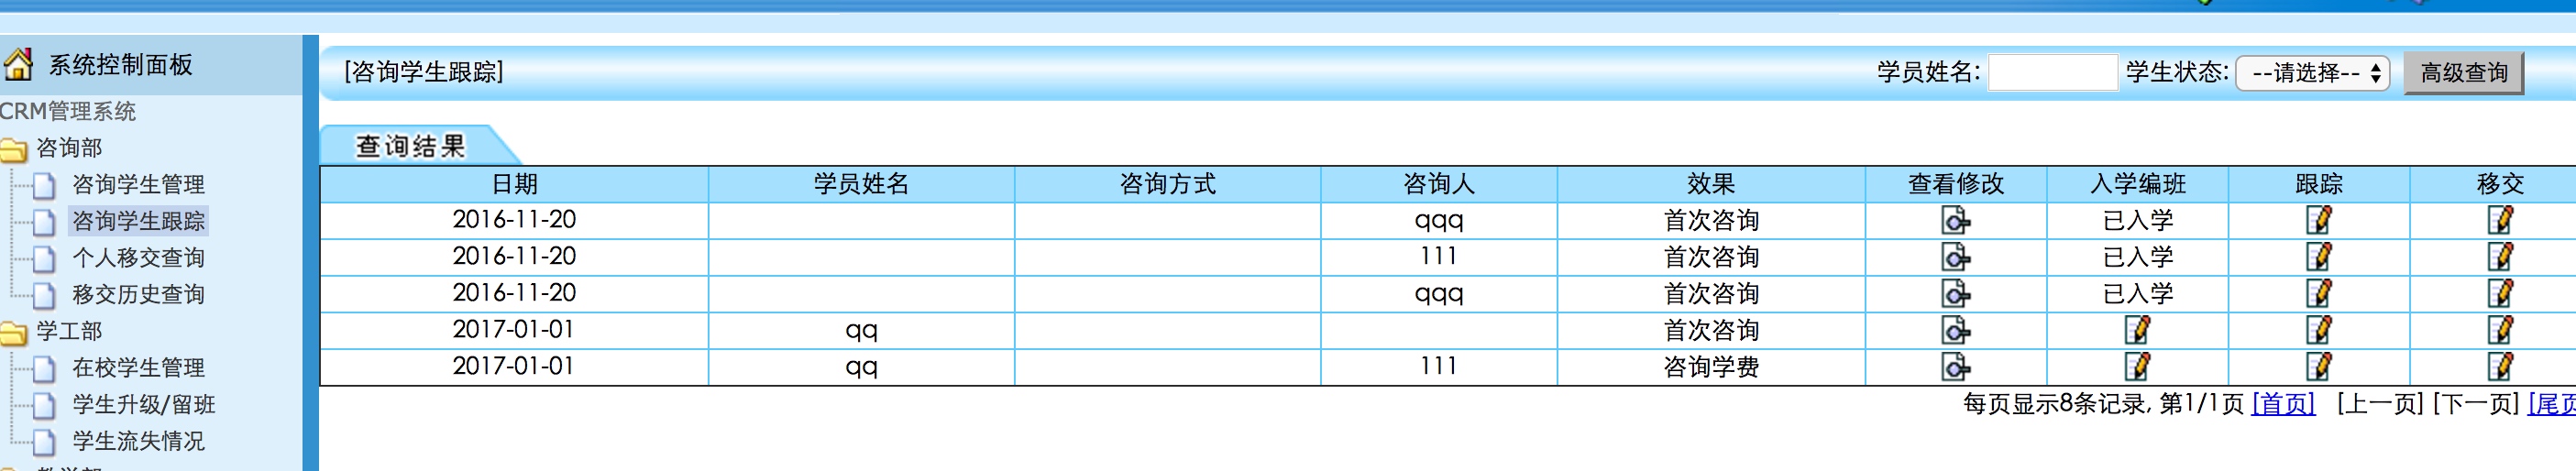 系统控制面板
CRM管理系统
咨询部
咨询学生管理
咨询学生跟踪
个人移交查询
移交历史查询
学工部
在校学生管理
学生升级/留班
学生流失情况
[咨询学生跟踪] 学员姓名: 学生状态: --请选择-- 高级查询
查询结果
日期 学员姓名 咨询方式 咨询人 效果 查看修改 入学编班 跟踪 移交
2016-11-20 qqq 首次咨询 已入学
2016-11-20 111 首次咨询 已入学
2016-11-20 qqq 首次咨询 已入学
2017-01-01 qq 首次咨询
2017-01-01 qq 111 咨询学费
每页显示8条记录, 第1/1页 [首页] [上一页] [下一页] [尾页